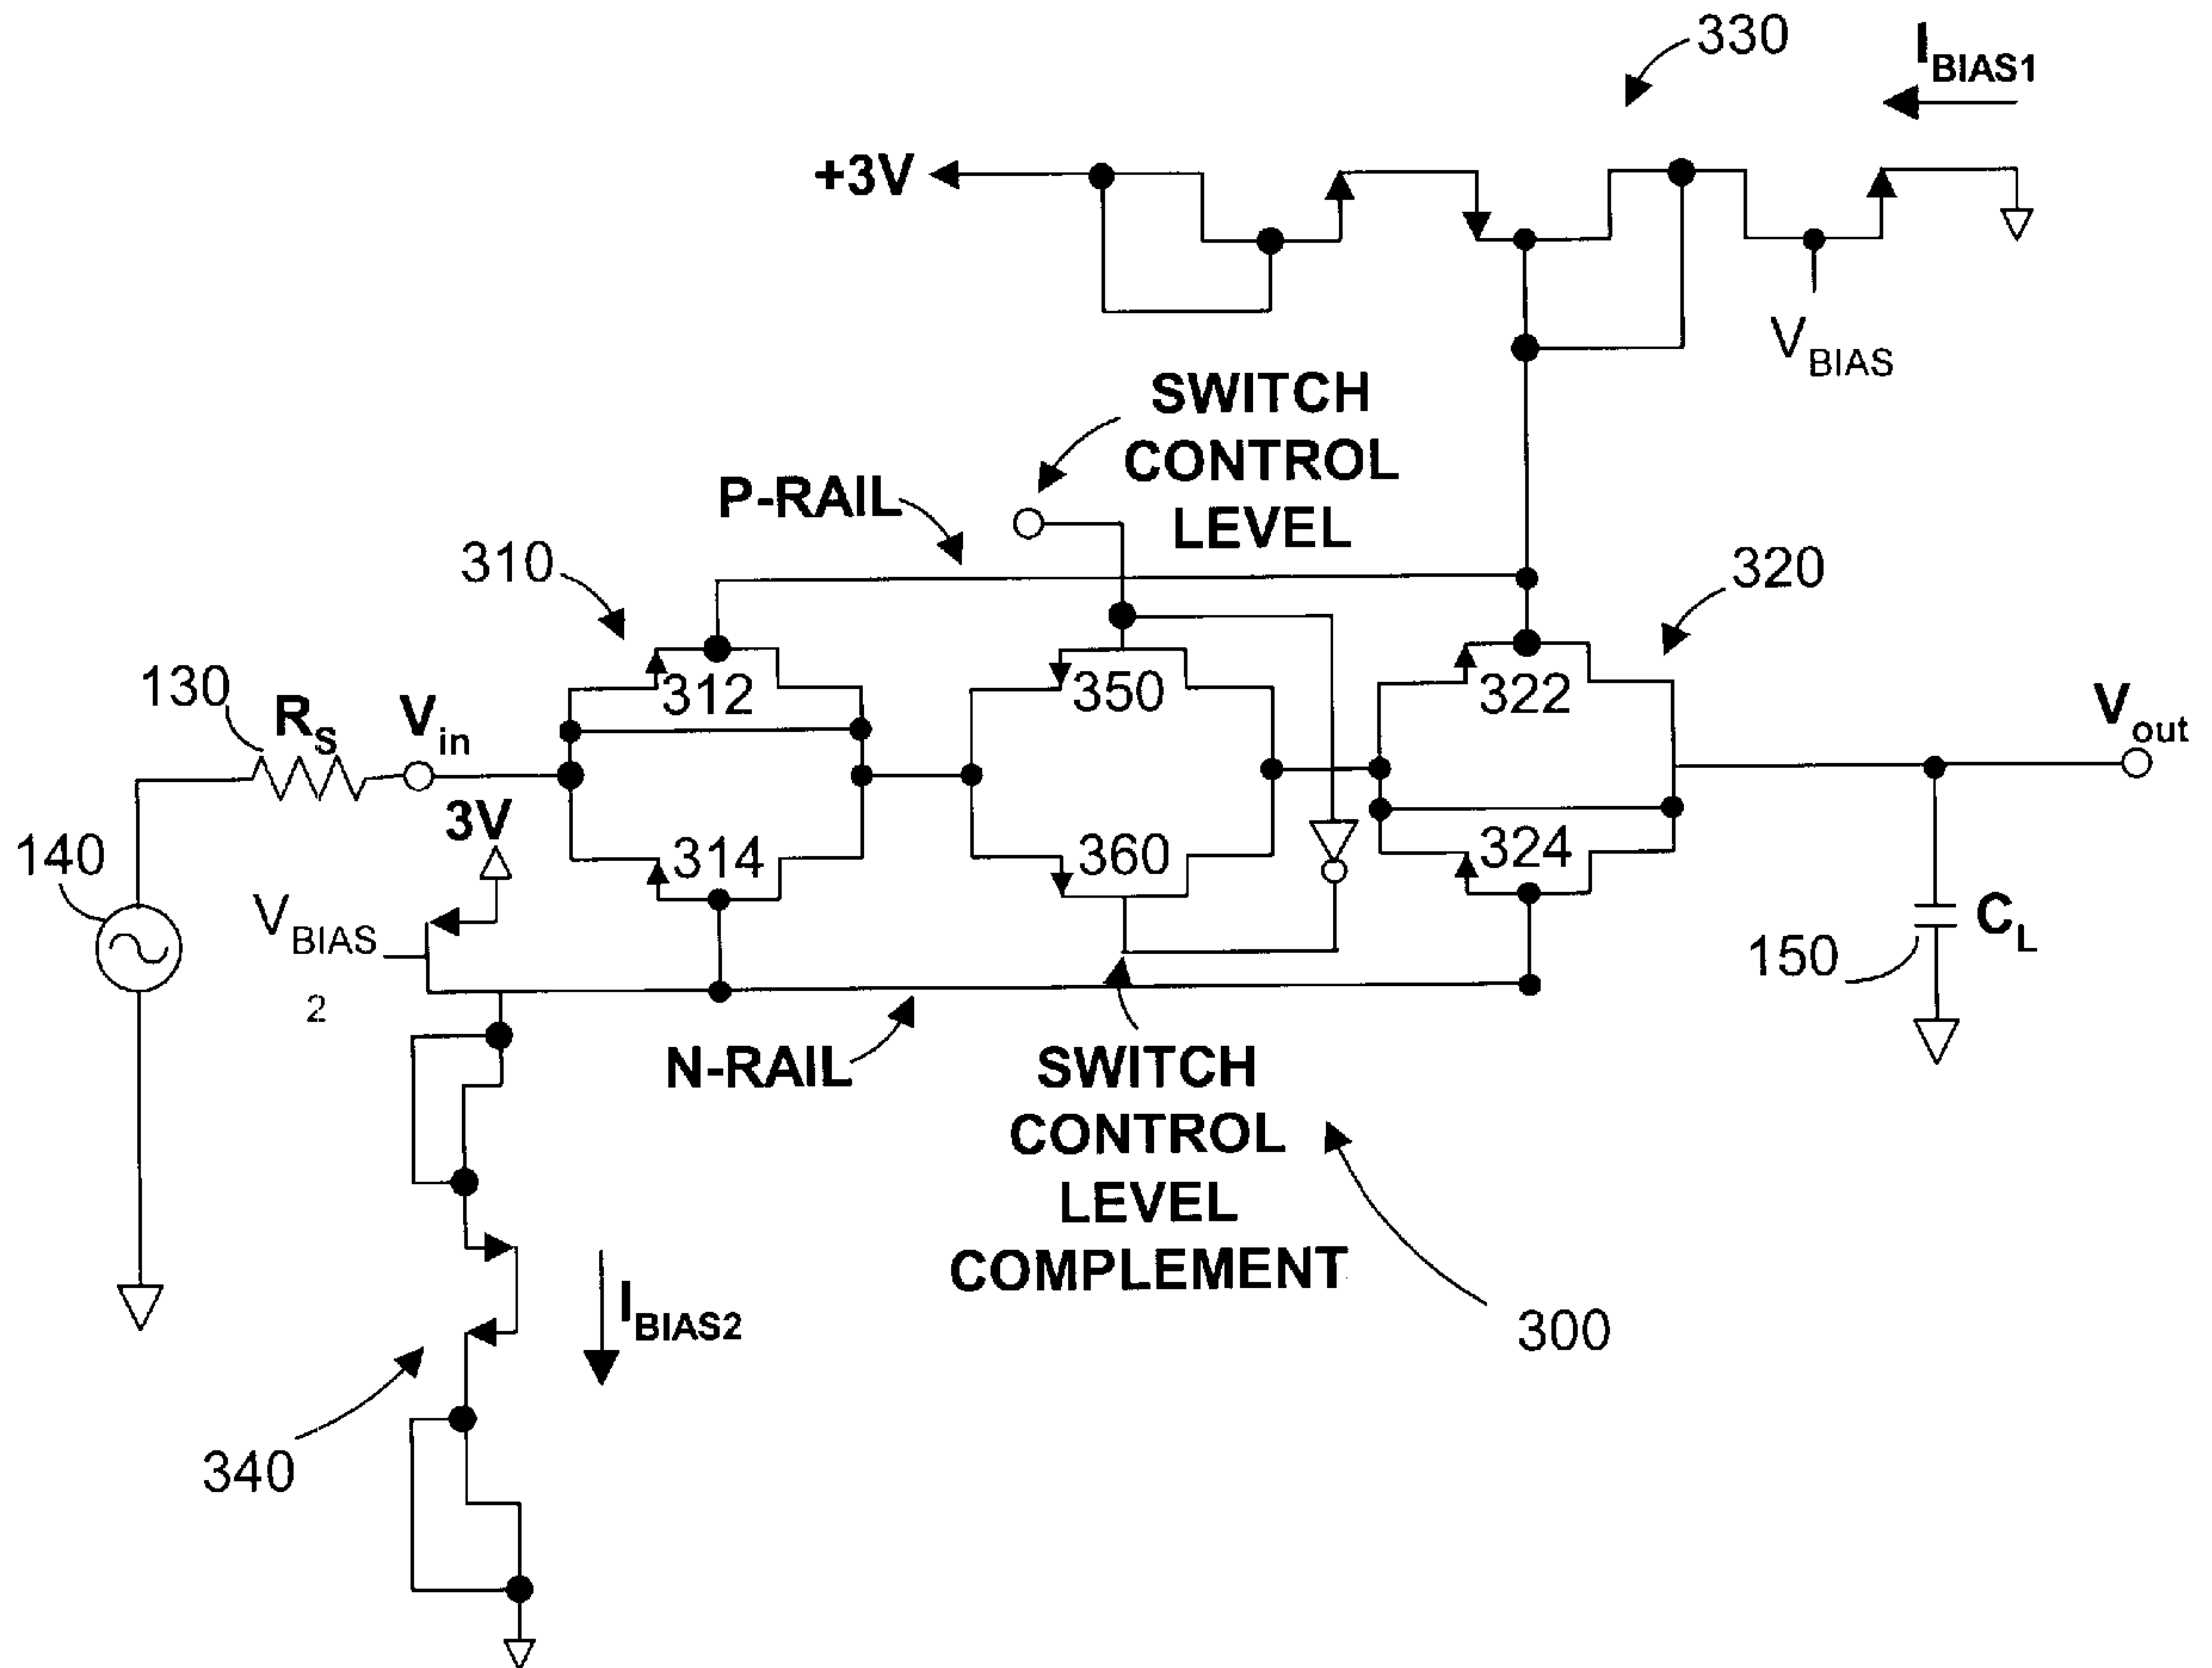 330
I BIAS1
+3V
V BIAS
SWITCH
CONTROL
LEVEL
P-RAIL
310
320
130
R S
V in
312
350
322
V out
3V
314
360
324
140
V BIAS
2
150
C L
N-RAIL
SWITCH
CONTROL
LEVEL
COMPLEMENT
I BIAS2
300
340